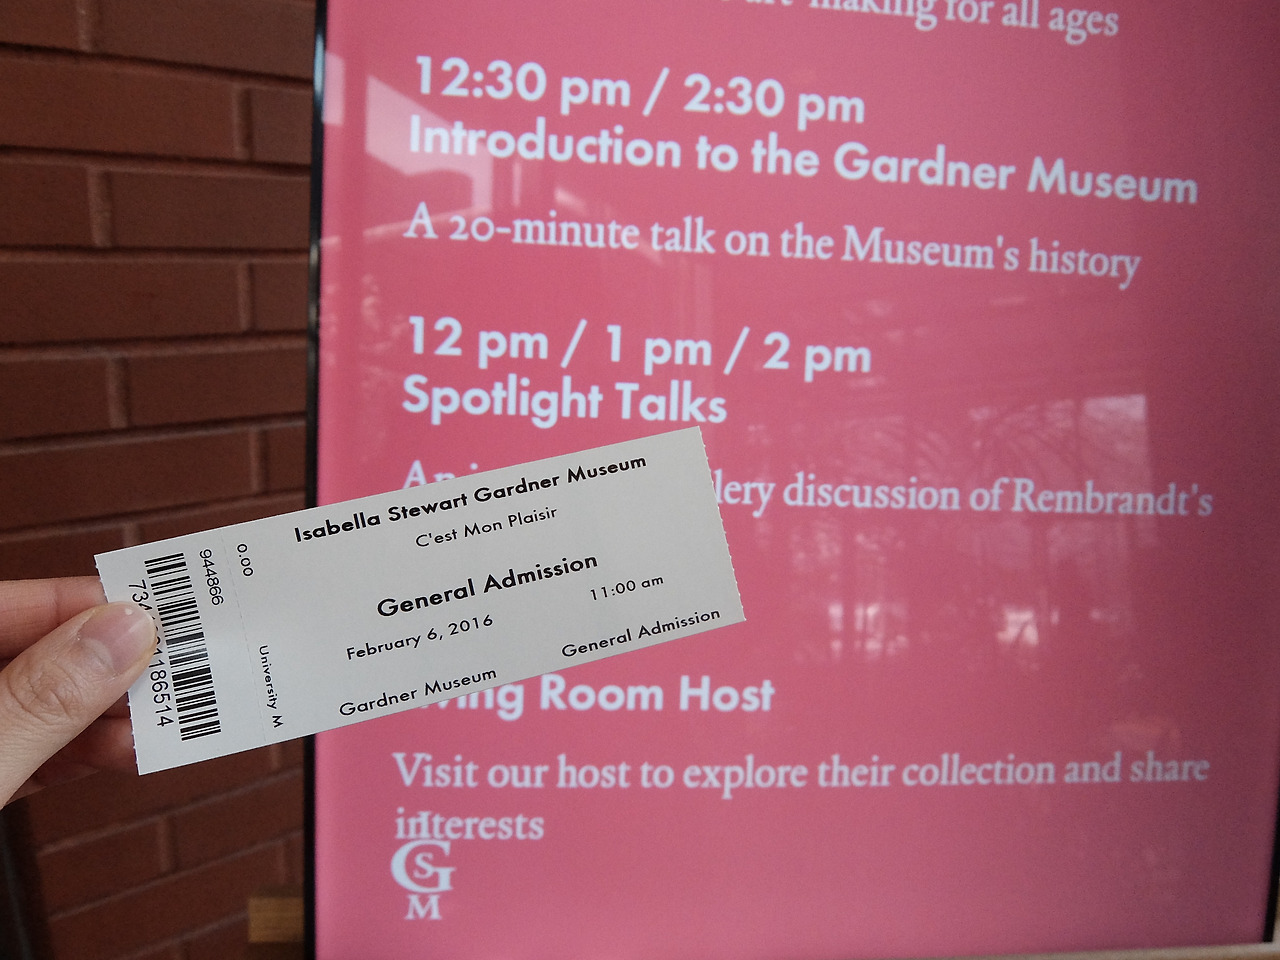 making for all ages
12:30 pm / 2:30 pm
Introduction to the Gardner Museum
A 20-minute talk on the Museum's history
12 pm / 1 pm / 2 pm
Spotlight Talks
An
discussion of Rembrandt's
Room Host
Visit our host to explore their collection and share
interests
I
G
S
M
Isabella Stewart Gardner Museum
C'est Mon Plaisir
General Admission
February 6, 2016 11:00 am
Gardner Museum General Admission
0.00
University M
944866